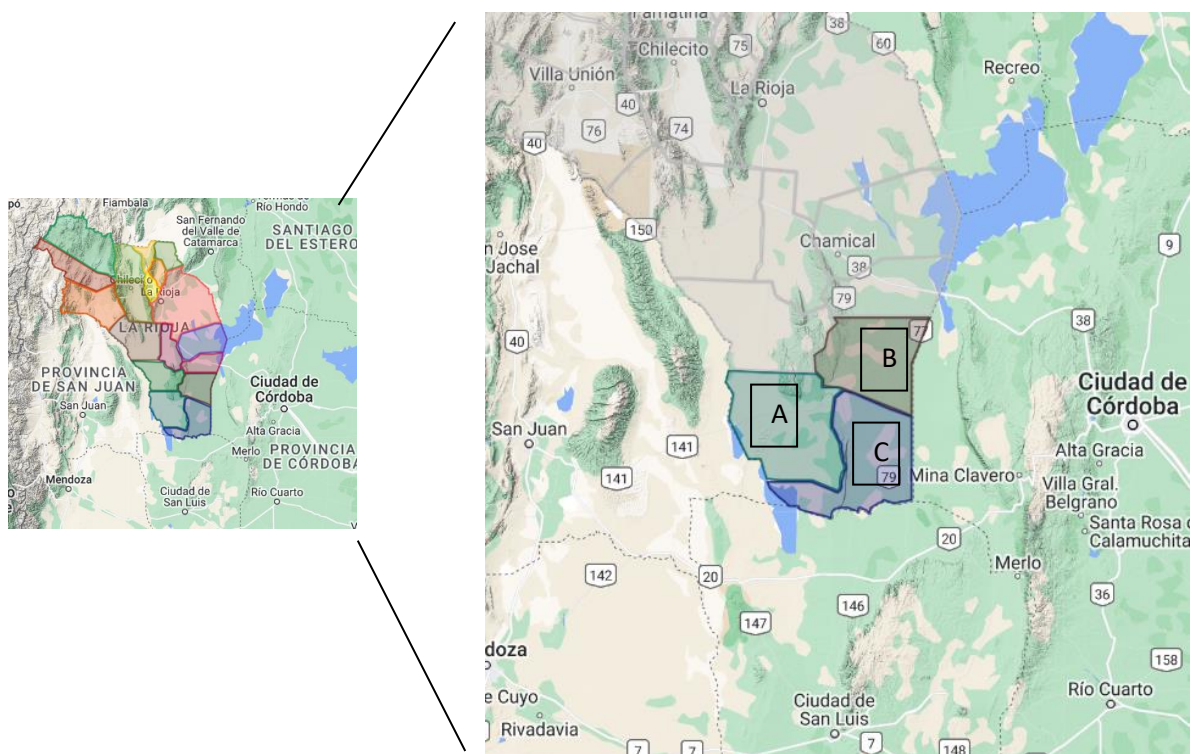 Fiambala
Río Hondo
San Fernando
del Valle de
Catamarca
SANTIAGO
DEL ESTERO
Chilecito
La Rioja
LA RIOJA
PROVINCIA
DE SAN JUAN
San Juan
Ciudad de
Córdoba
Alta Gracia
Merlo
PROVINCIA
DE CÓRDOBA
Mendoza
Ciudad de
San Luis
Río Cuarto
Famatina
38
Chilecito
75
60
Villa Unión
Recreo
La Rioja
40
76
74
40
150
n Jose
Jachal
Chamical
38
9
79
40
77
38
B
Ciudad de
Córdoba
A
San Juan
141
C
141
79
Mina Clavero
Alta Gracia
Villa Gral.
Belgrano
Santa Rosa
Calamuchita
20
142
20
Merlo
146
36
147
doza
158
e Cuyo
Rivadavia
Ciudad de
San Luis
Río Cuarto
7
7
7
148